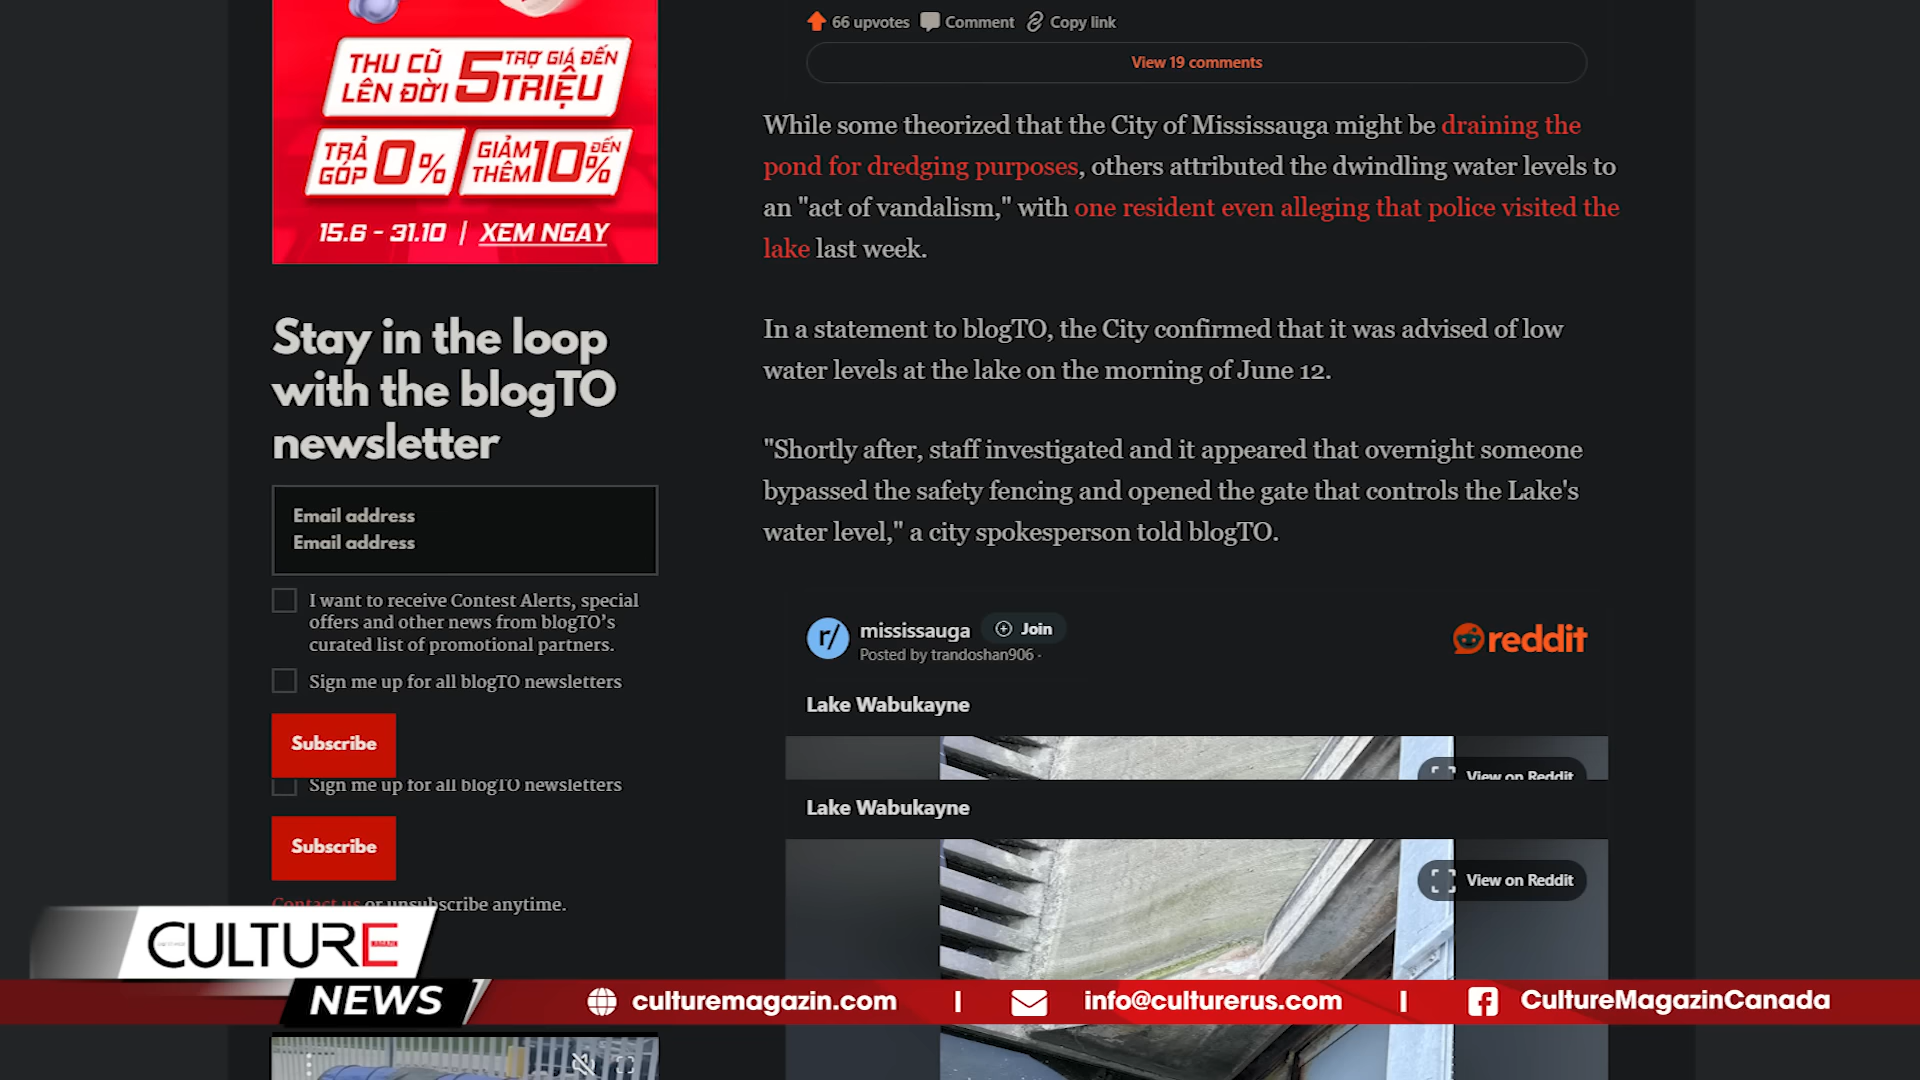 THU CŨ
LÊN ĐỜI
TRỢ GIÁ ĐẾN
5 TRIỆU
TRẢ
GÓP 0%
GIẢM
THÊM ĐẾN
10%
15.6 - 31.10 | XEM NGAY
Stay in the loop
with the blogTO
newsletter
Email address
Email address
I want to receive Contest Alerts, special
offers and other news from blogTO's
curated list of promotional partners.
Sign me up for all blogTO newsletters
Subscribe
Sign me up for all blogTO newsletters
Subscribe
Contact us or unsubscribe anytime.
66 upvotes Comment Copy link
View 19 comments
While some theorized that the City of Mississauga might be draining the
pond for dredging purposes, others attributed the dwindling water levels to
an "act of vandalism," with one resident even alleging that police visited the
lake last week.
In a statement to blogTO, the City confirmed that it was advised of low
water levels at the lake on the morning of June 12.
"Shortly after, staff investigated and it appeared that overnight someone
bypassed the safety fencing and opened the gate that controls the Lake's
water level," a city spokesperson told blogTO.
r/ mississauga Join
Posted by trandoshan906 ·
reddit
Lake Wabukayne
View on Reddit
Lake Wabukayne
View on Reddit
CULTURE
MAGAZIN
NEWS
culturemagazin.com | info@culturerus.com | CultureMagazinCanada